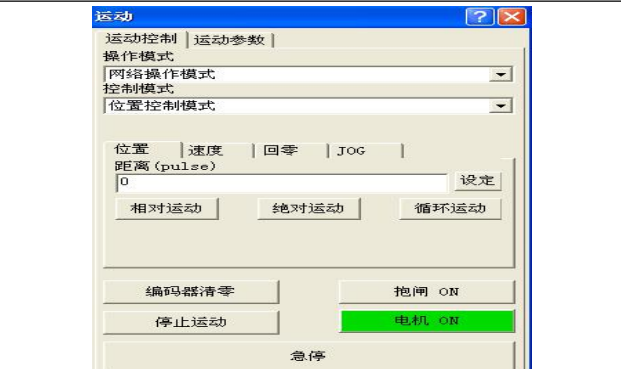 运动
运动控制 运动参数
操作模式
网络操作模式
控制模式
位置控制模式
位置 速度 回零 JOG
距离(pulse)
0 设定
相对运动 绝对运动 循环运动
编码器清零 抱闸 ON
停止运动 电机 ON
急停